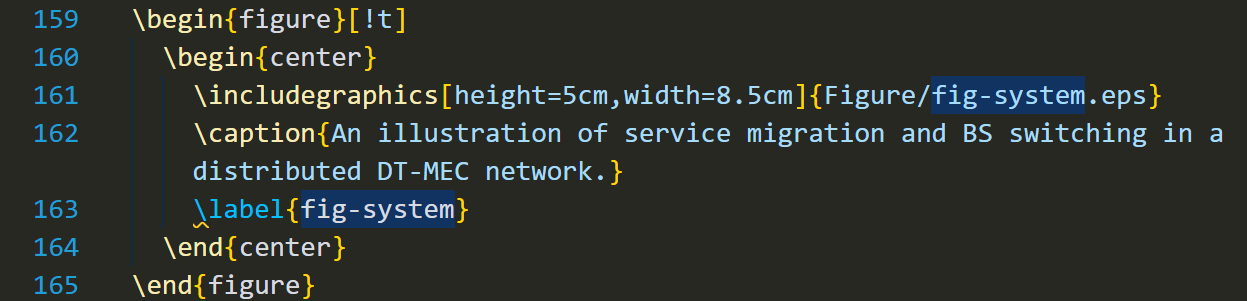 159 \begin{figure}[!t]
160 \begin{center}
161 \includegraphics[height=5cm,width=8.5cm]{Figure/fig-system.eps}
162 \caption{An illustration of service migration and BS switching in a
distributed DT-MEC network.}
163 \label{fig-system}
164 \end{center}
165 \end{figure}